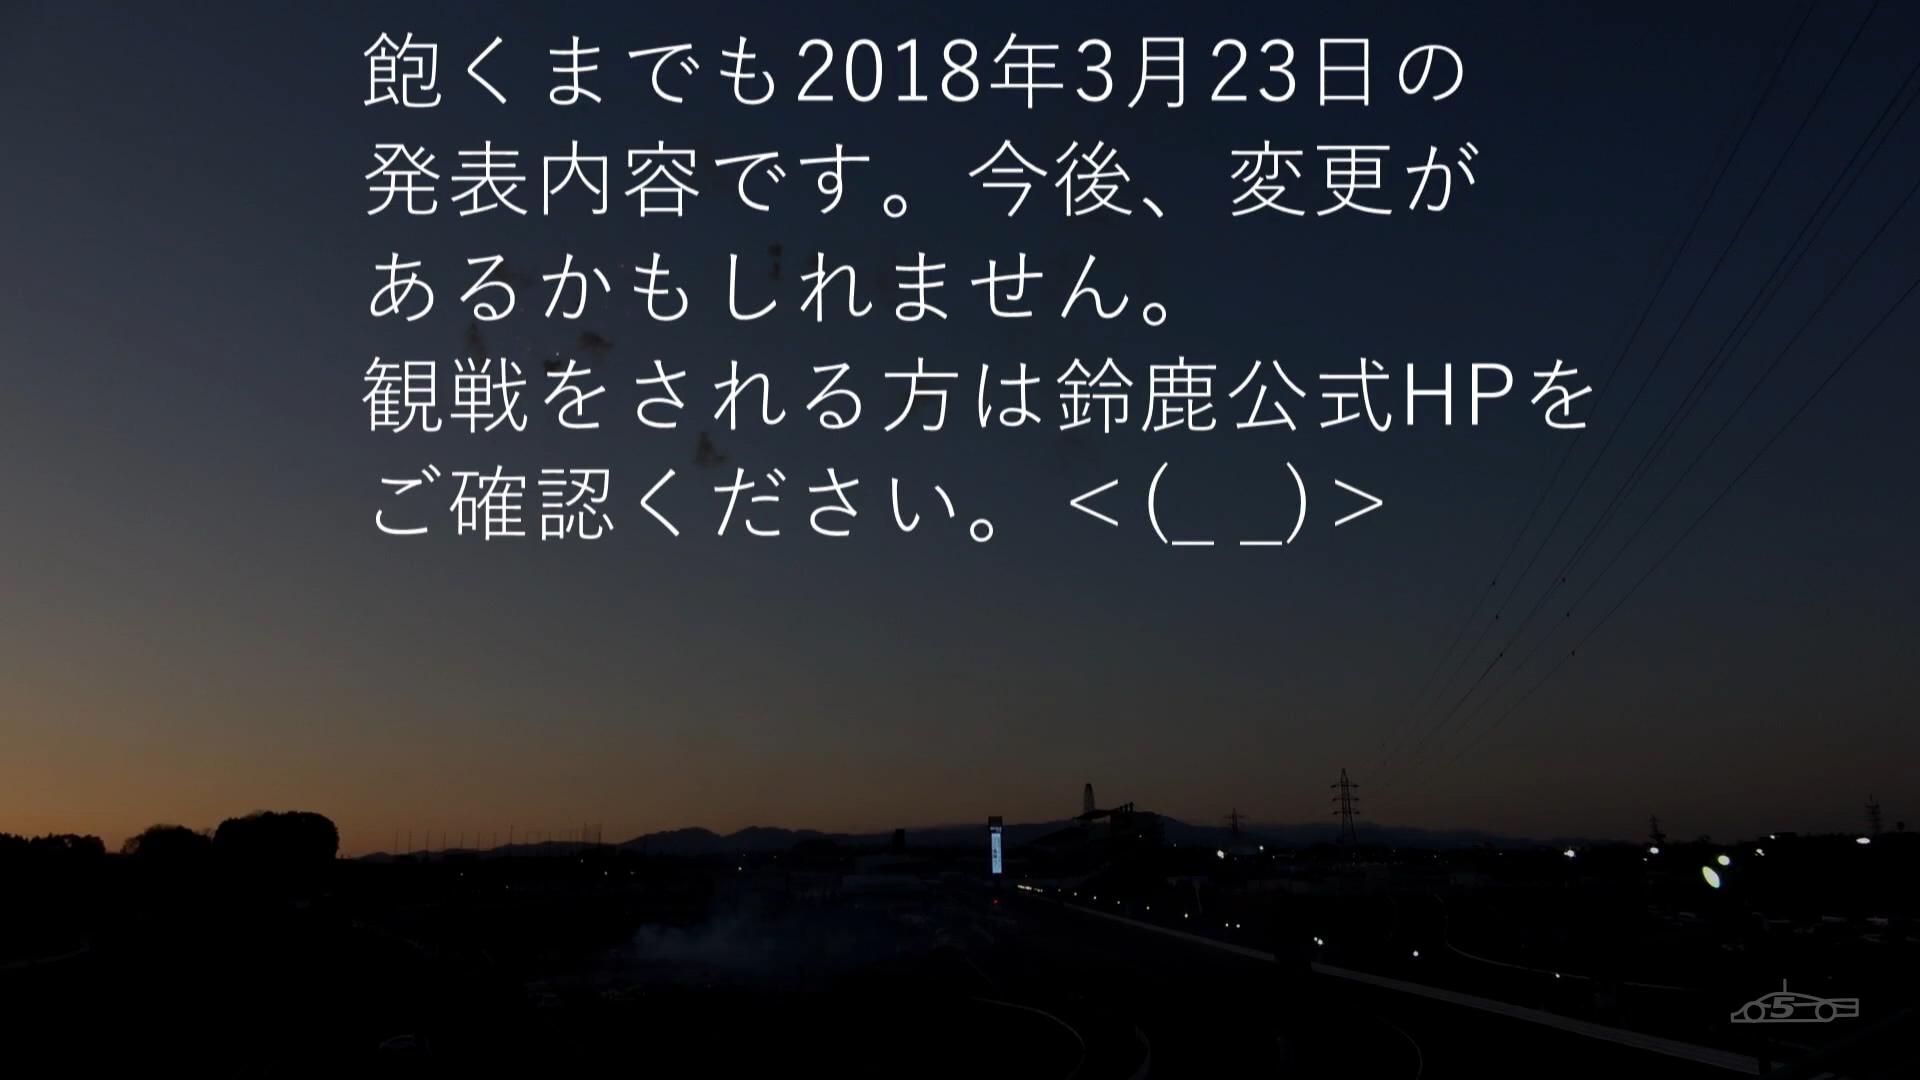 飽くまでも2018年3月23日の
発表内容です。今後、変更が
あるかもしれません。
観戦をされる方は鈴鹿公式HPを
ご確認ください。<(_ _)>
5